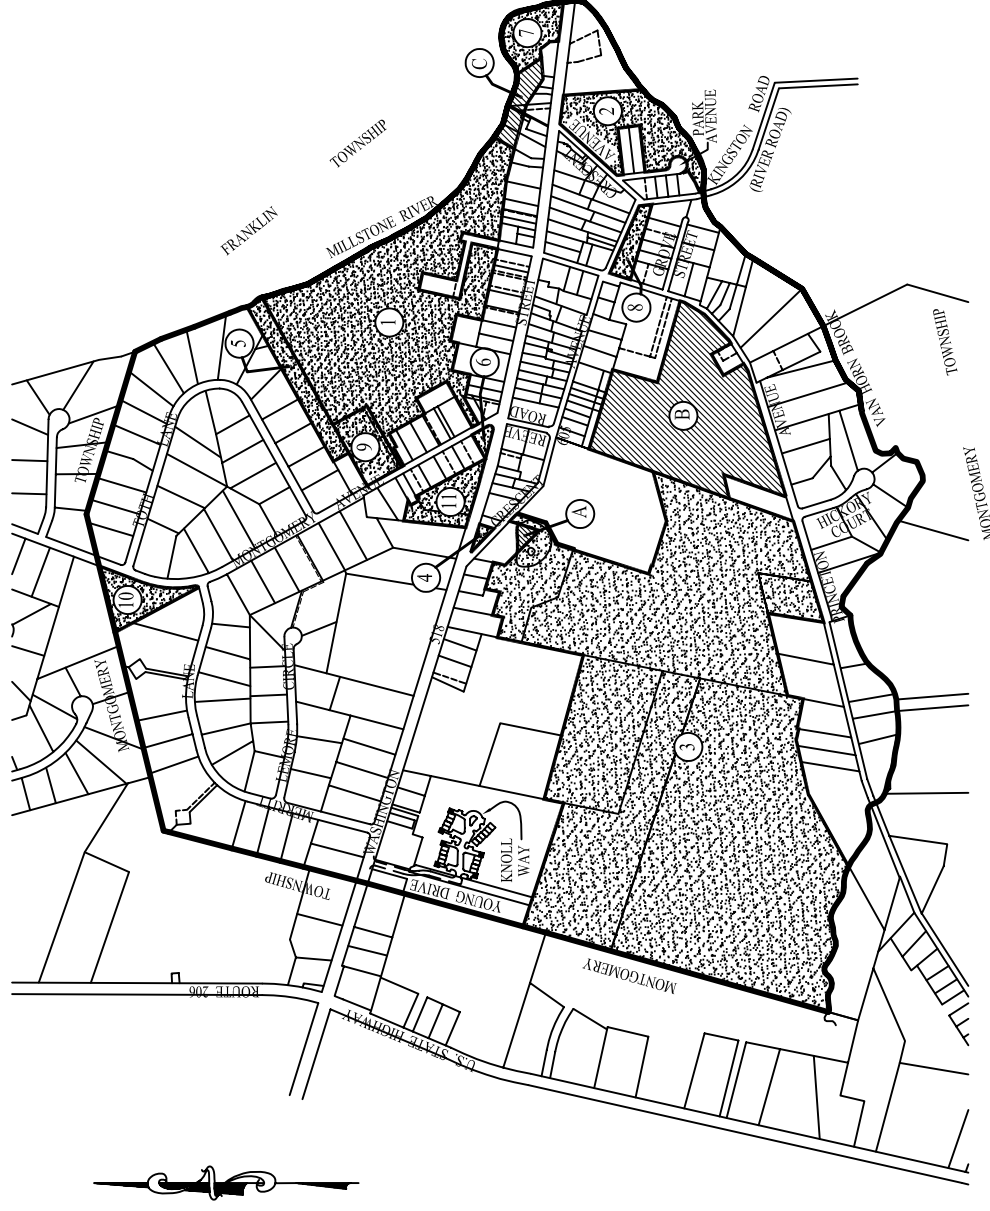 7
C
2
TOWNSHIP
PARK
AVENUE
KINGSTON ROAD
(RIVER ROAD)
CRESCENT
AVENUE
FRANKLIN
MILLSTONE RIVER
GROVE
STREET
8
1
5
STREET
6
AVENUE
VAN HORN BROOK
TOWNSHIP
B
REEVE
ROAD
AVENUE
TOTH LANE
TOWNSHIP
9
11
MONTGOMERY AVENUE
MONTGOMERY
HICKORY
COURT
CRESCENT
A
4
PRINCETON
10
518
LANE
CIRCLE
MONTGOMERY
3
LEMORE
MERRITT
WASHINGTON
KNOLL
WAY
YOUNG DRIVE
TOWNSHIP
MONTGOMERY
ROUTE 206
U.S. STATE HIGHWAY
N